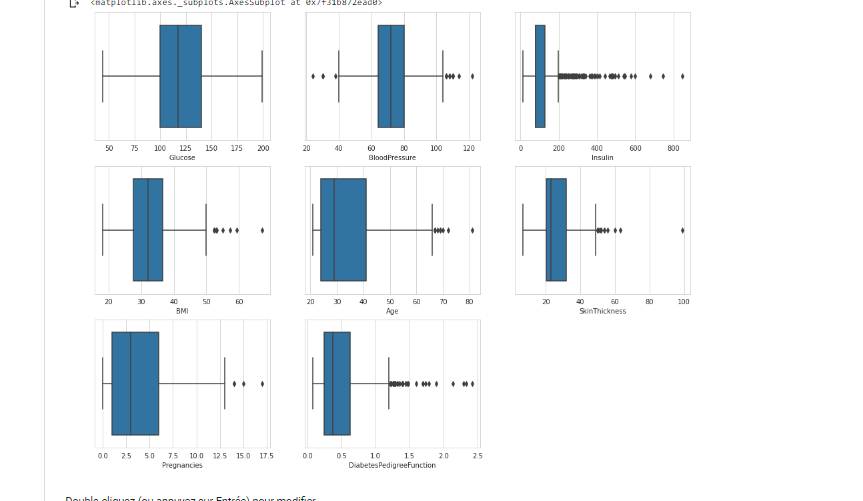 <matplotlib.axes._subplots.AxesSubplot at 0x7f31b872ead0>
50 75 100 125 150 175 200
Glucose
20 40 60 80 100 120
BloodPressure
0 200 400 600 800
Insulin
20 30 40 50 60
BMI
20 30 40 50 60 70 80
Age
20 40 60 80 100
SkinThickness
0.0 2.5 5.0 7.5 10.0 12.5 15.0 17.5
Pregnancies
0.0 0.5 1.0 1.5 2.0 2.5
DiabetesPedigreeFunction
Double-cliquez (ou appuyez sur Entrée) pour modifier